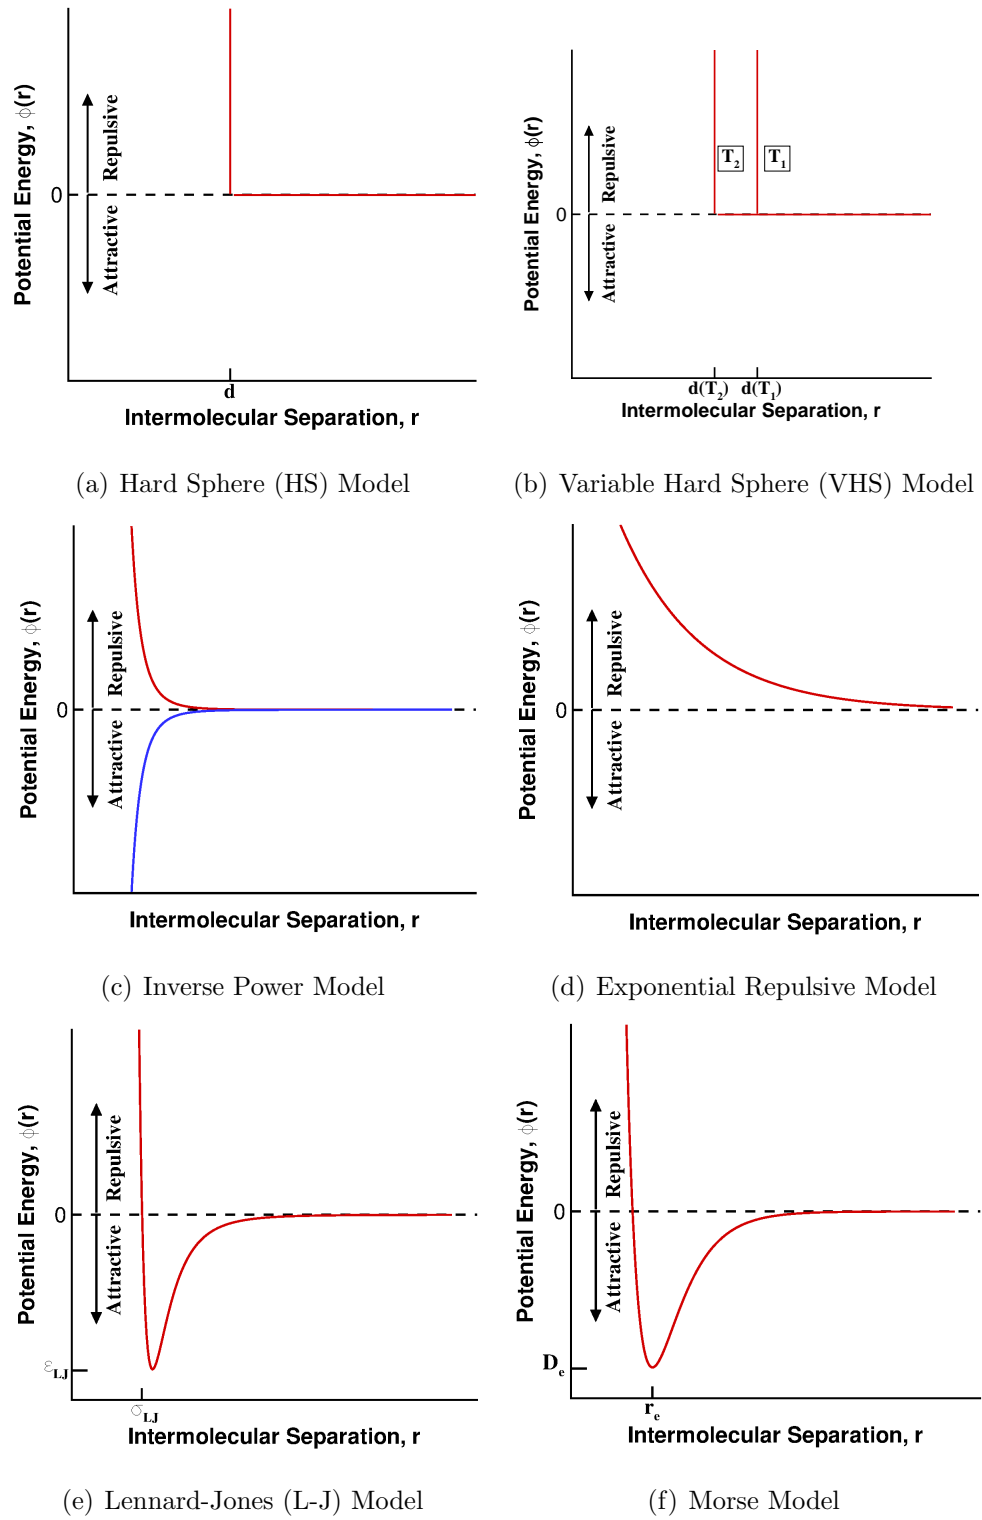 Potential Energy, ϕ(r)
Repulsive
Attractive
0
d
Intermolecular Separation, r
(a) Hard Sphere (HS) Model
Potential Energy, ϕ(r)
Repulsive
Attractive
0
T₂
T₁
d(T₂)
d(T₁)
Intermolecular Separation, r
(b) Variable Hard Sphere (VHS) Model
Potential Energy, ϕ(r)
Repulsive
Attractive
0
Intermolecular Separation, r
(c) Inverse Power Model
Potential Energy, ϕ(r)
Repulsive
Attractive
0
Intermolecular Separation, r
(d) Exponential Repulsive Model
Potential Energy, ϕ(r)
Repulsive
Attractive
0
ε_LJ
σ_LJ
Intermolecular Separation, r
(e) Lennard-Jones (L-J) Model
Potential Energy, ϕ(r)
Repulsive
Attractive
0
Dₑ
rₑ
Intermolecular Separation, r
(f) Morse Model